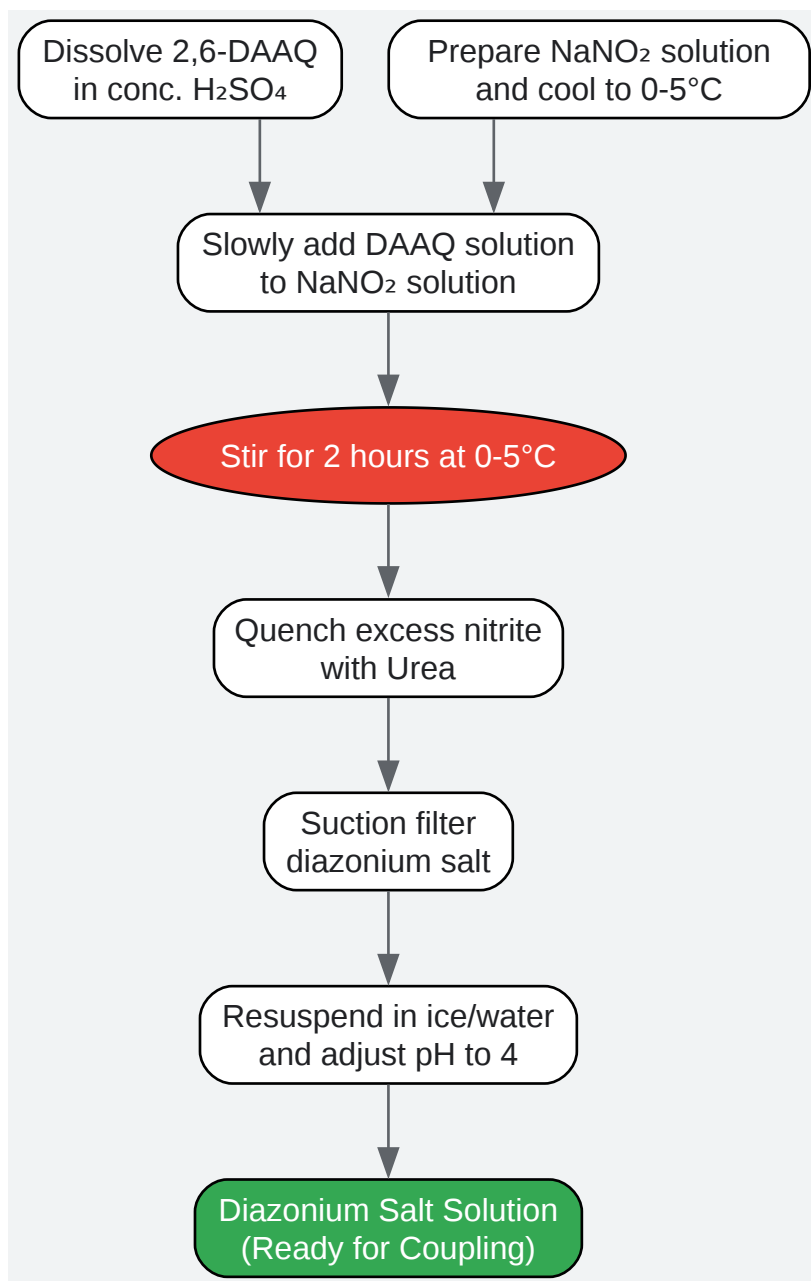 Dissolve 2,6-DAAQ
in conc. H₂SO₄
Prepare NaNO₂ solution
and cool to 0-5°C
Slowly add DAAQ solution
to NaNO₂ solution
Stir for 2 hours at 0-5°C
Quench excess nitrite
with Urea
Suction filter
diazonium salt
Resuspend in ice/water
and adjust pH to 4
Diazonium Salt Solution
(Ready for Coupling)